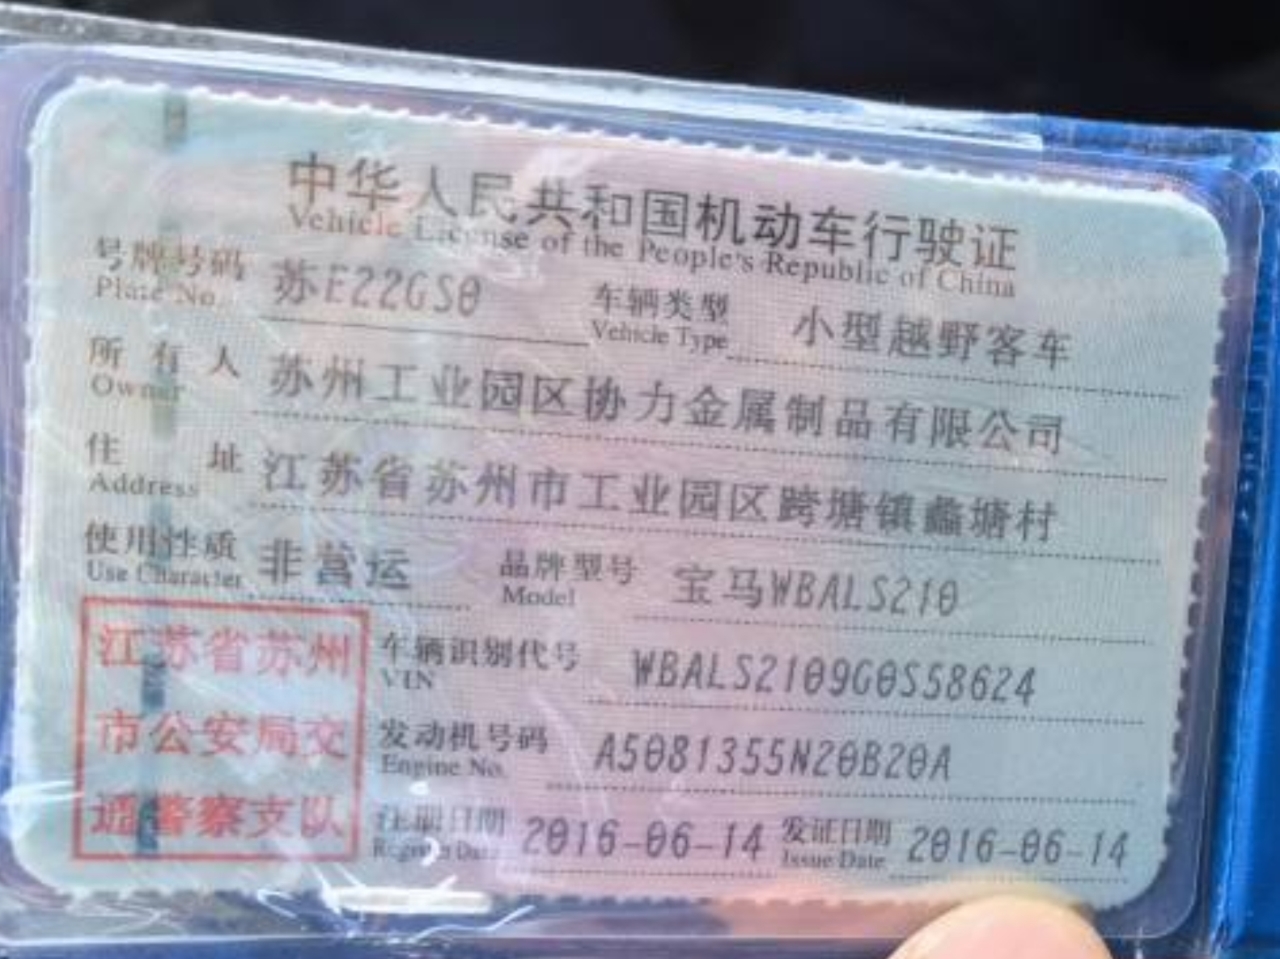 中华人民共和国机动车行驶证
Vehicle License of the People's Republic of China
号牌号码 苏E22GS0 车辆类型 小型越野客车
Plate No. Vehicle Type
所有人 苏州工业园区协力金属制品有限公司
Owner
住址 江苏省苏州市工业园区跨塘镇蠡塘村
Address
使用性质 非营运 品牌型号 宝马WBALS210
Use Character Model
江苏省苏州
市公安局交
通警察支队
车辆识别代号 WBALS2109G0S58624
VIN
发动机号码 A5081355N20B20A
Engine No.
注册日期 2016-06-14 发证日期 2016-06-14
Register Date Issue Date